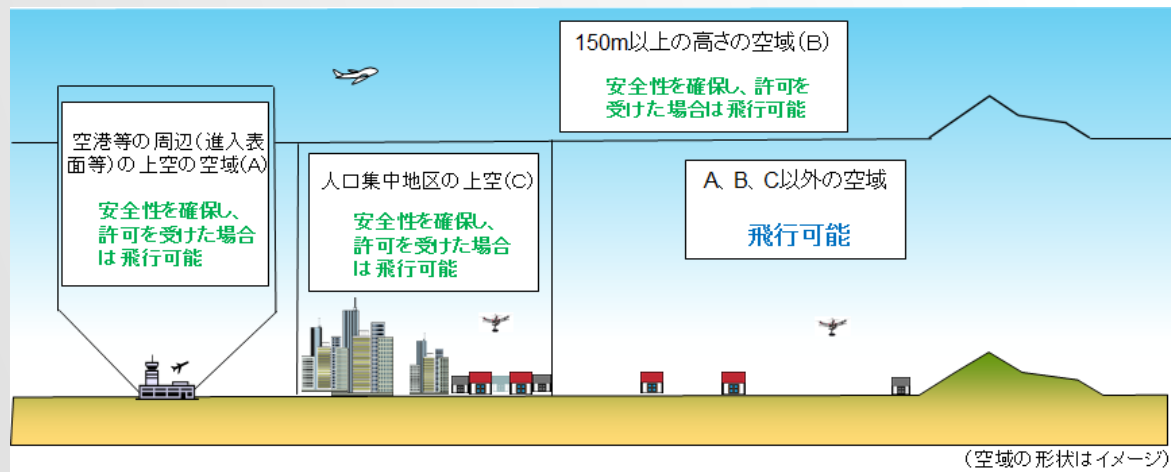 150m以上の高さの空域(B)
安全性を確保し、許可を
受けた場合は飛行可能
空港等の周辺(進入表
面等)の上空の空域(A)
安全性を確保し、
許可を受けた場合
は飛行可能
人口集中地区の上空(C)
安全性を確保し、
許可を受けた場合
は飛行可能
A、B、C以外の空域
飛行可能
(空域の形状はイメージ)